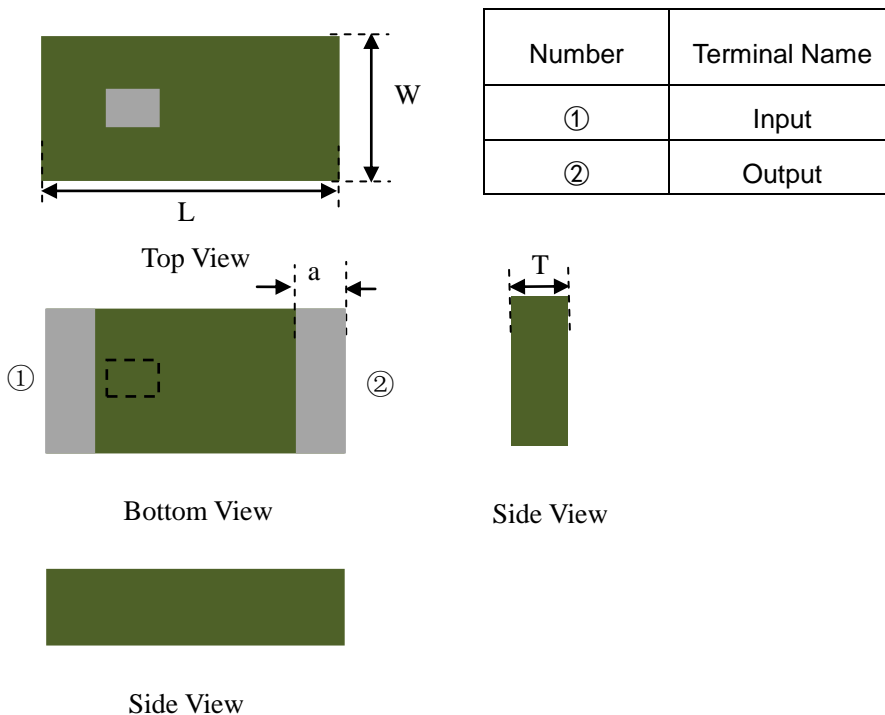 W
L
Top View
Number Terminal Name
① Input
② Output
a
T
①
②
Bottom View
Side View
Side View